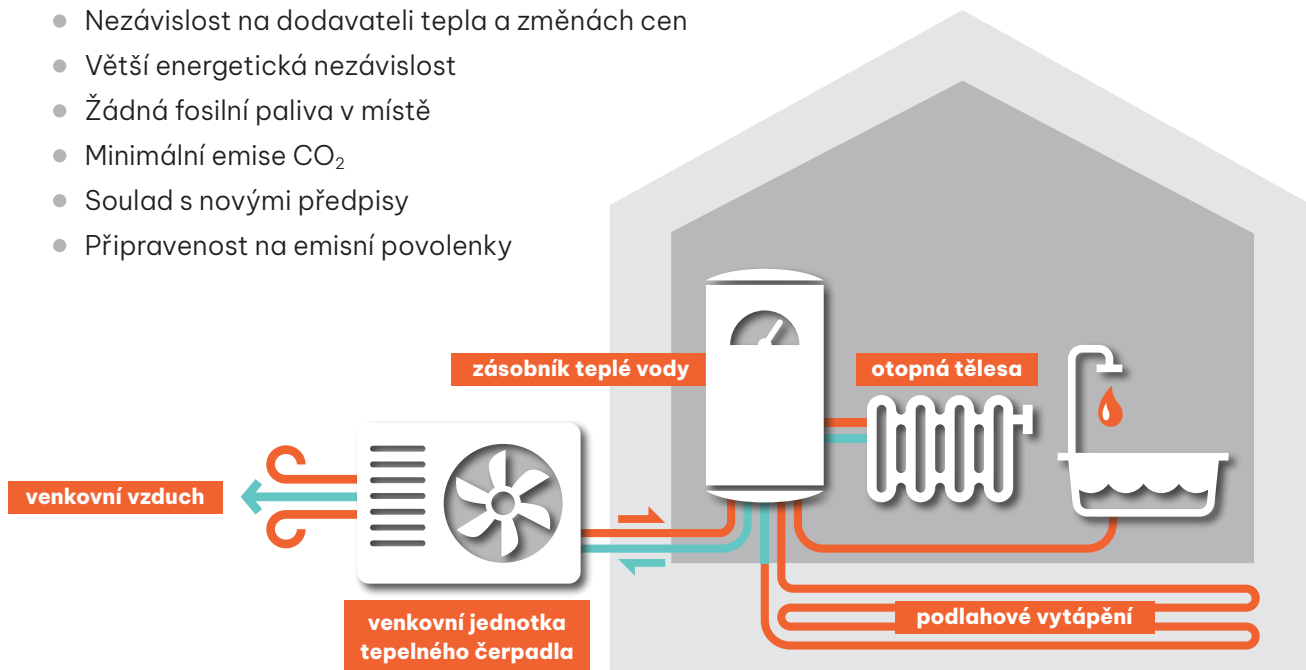 Nezávislost na dodavateli tepla a změnách cen
Větší energetická nezávislost
Žádná fosilní paliva v místě
Minimální emise CO₂
Soulad s novými předpisy
Připravenost na emisní povolenky
zásobník teplé vody
otopná tělesa
venkovní vzduch
venkovní jednotka
tepelného čerpadla
podlahové vytápění